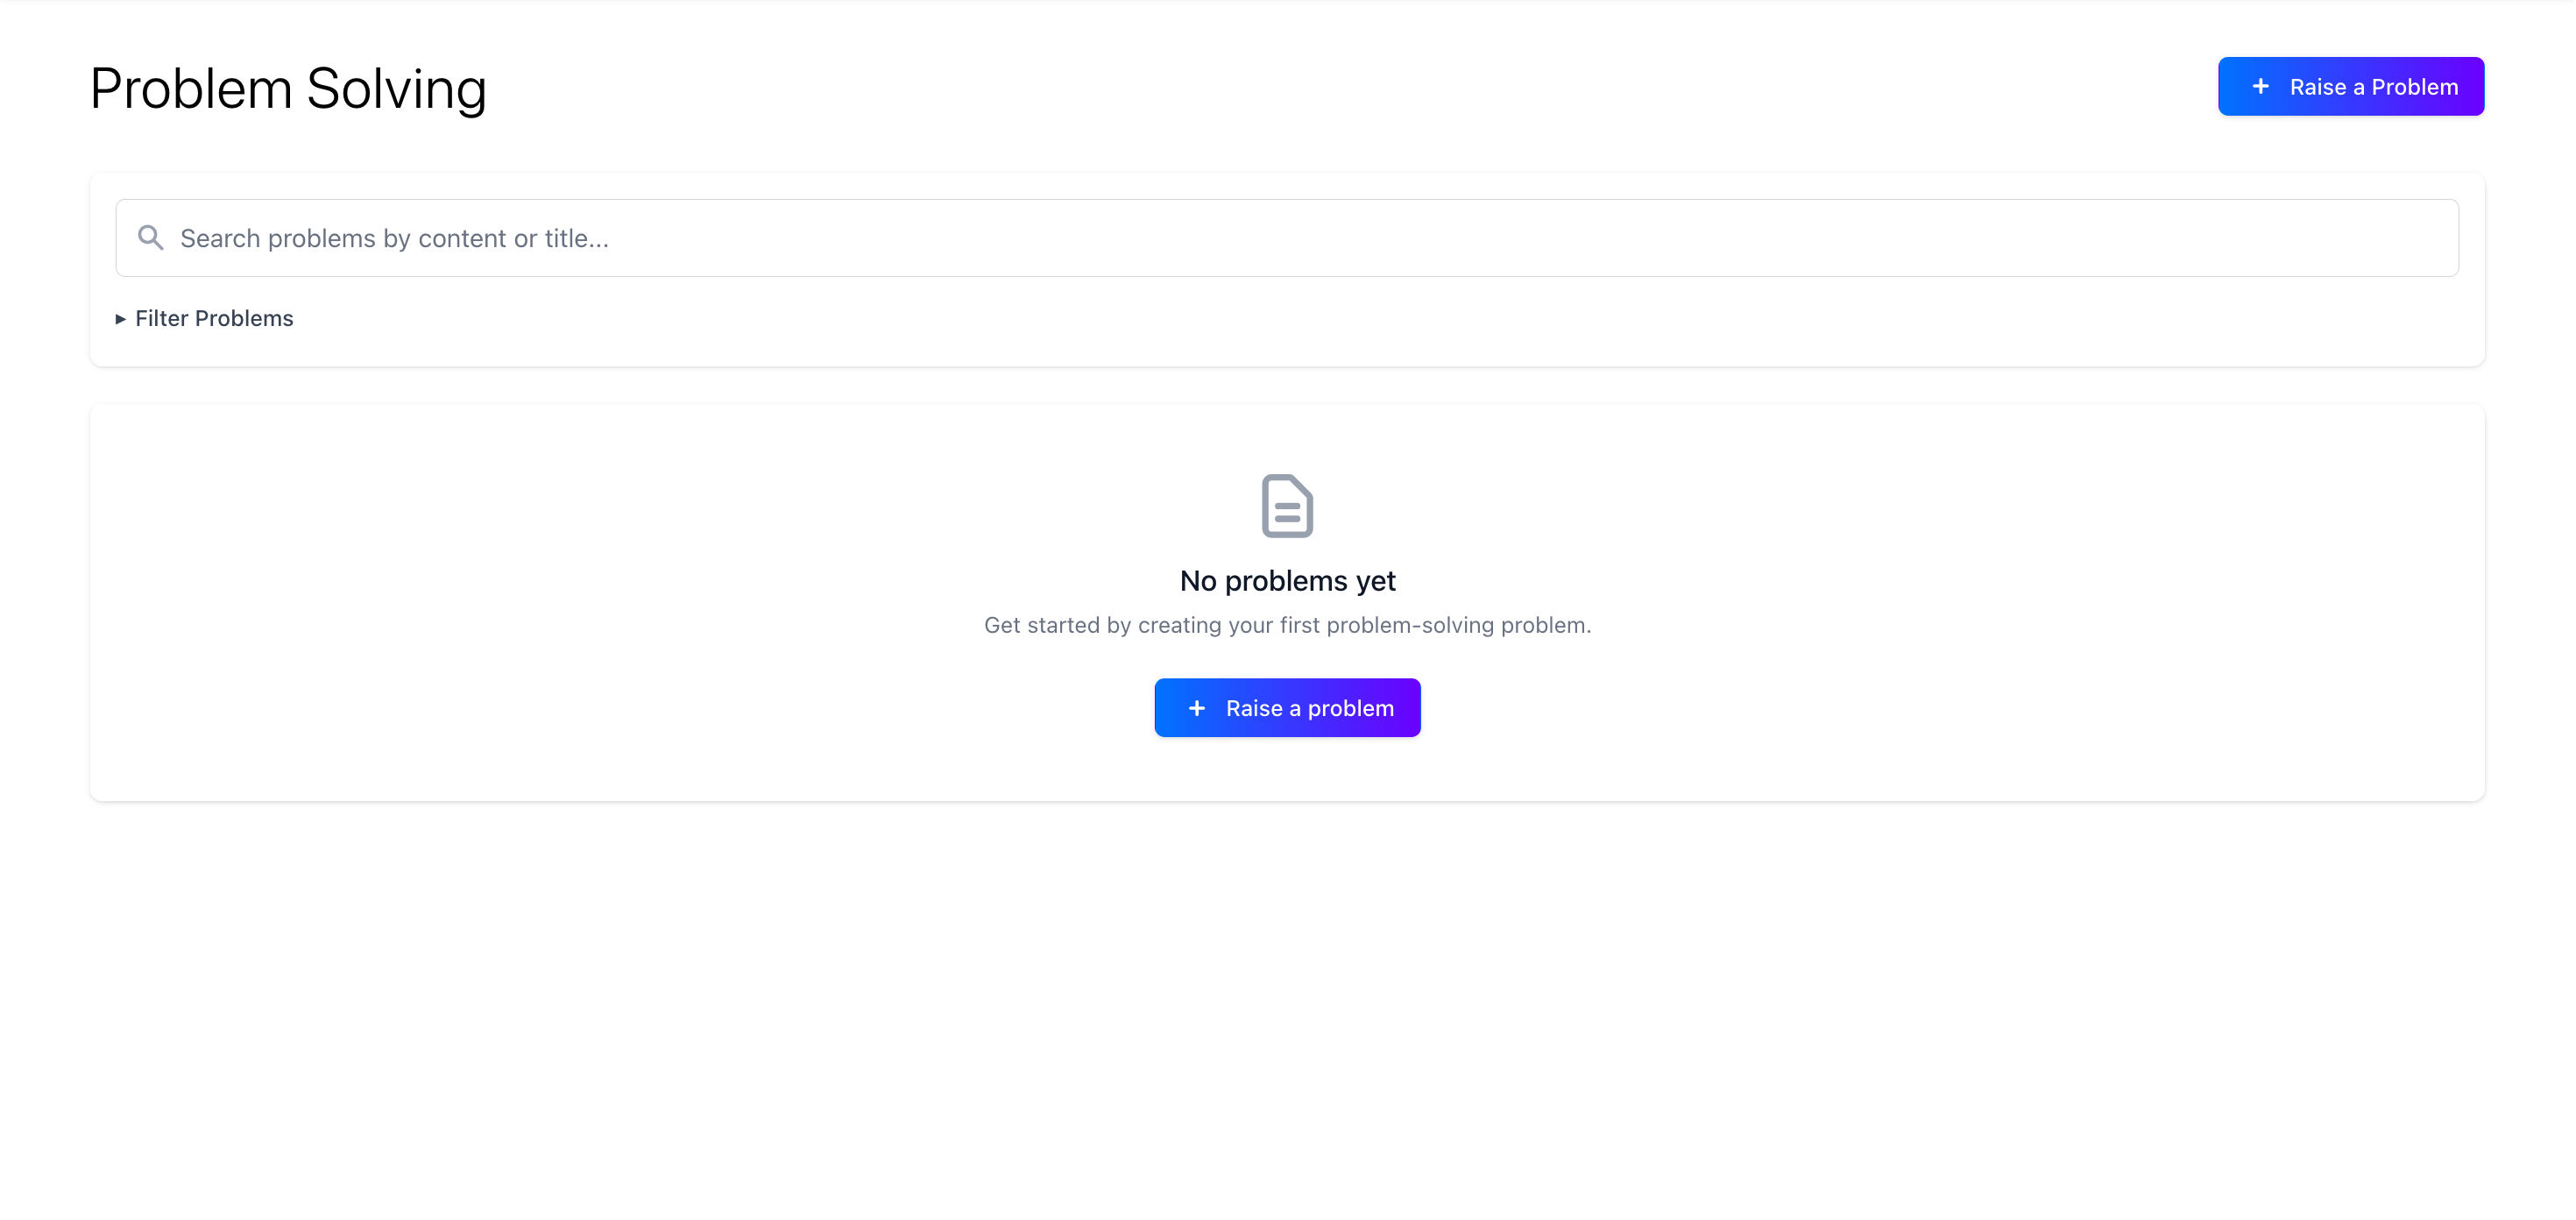 Problem Solving
+ Raise a Problem
Search problems by content or title...
▸ Filter Problems
No problems yet
Get started by creating your first problem-solving problem.
+ Raise a problem